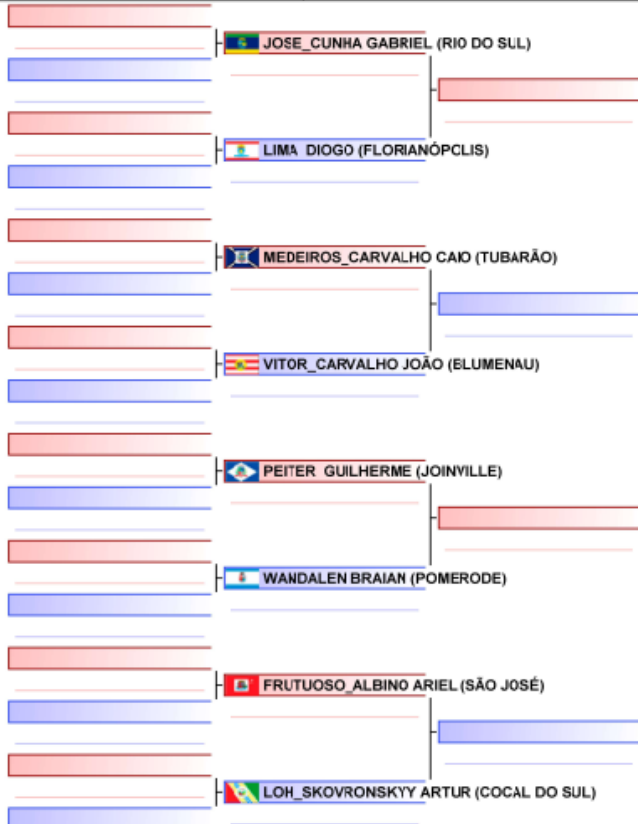 JOSE_CUNHA GABRIEL (RIO DO SUL)
LIMA DIOGO (FLORIANÓPOLIS)
MEDEIROS_CARVALHO CAIO (TUBARÃO)
VITOR_CARVALHO JOÃO (BLUMENAU)
PEITER GUILHERME (JOINVILLE)
WANDALEN BRAIAN (POMERODE)
FRUTUOSO_ALBINO ARIEL (SÃO JOSÉ)
LOH_SKOVRONSKYY ARTUR (COCAL DO SUL)